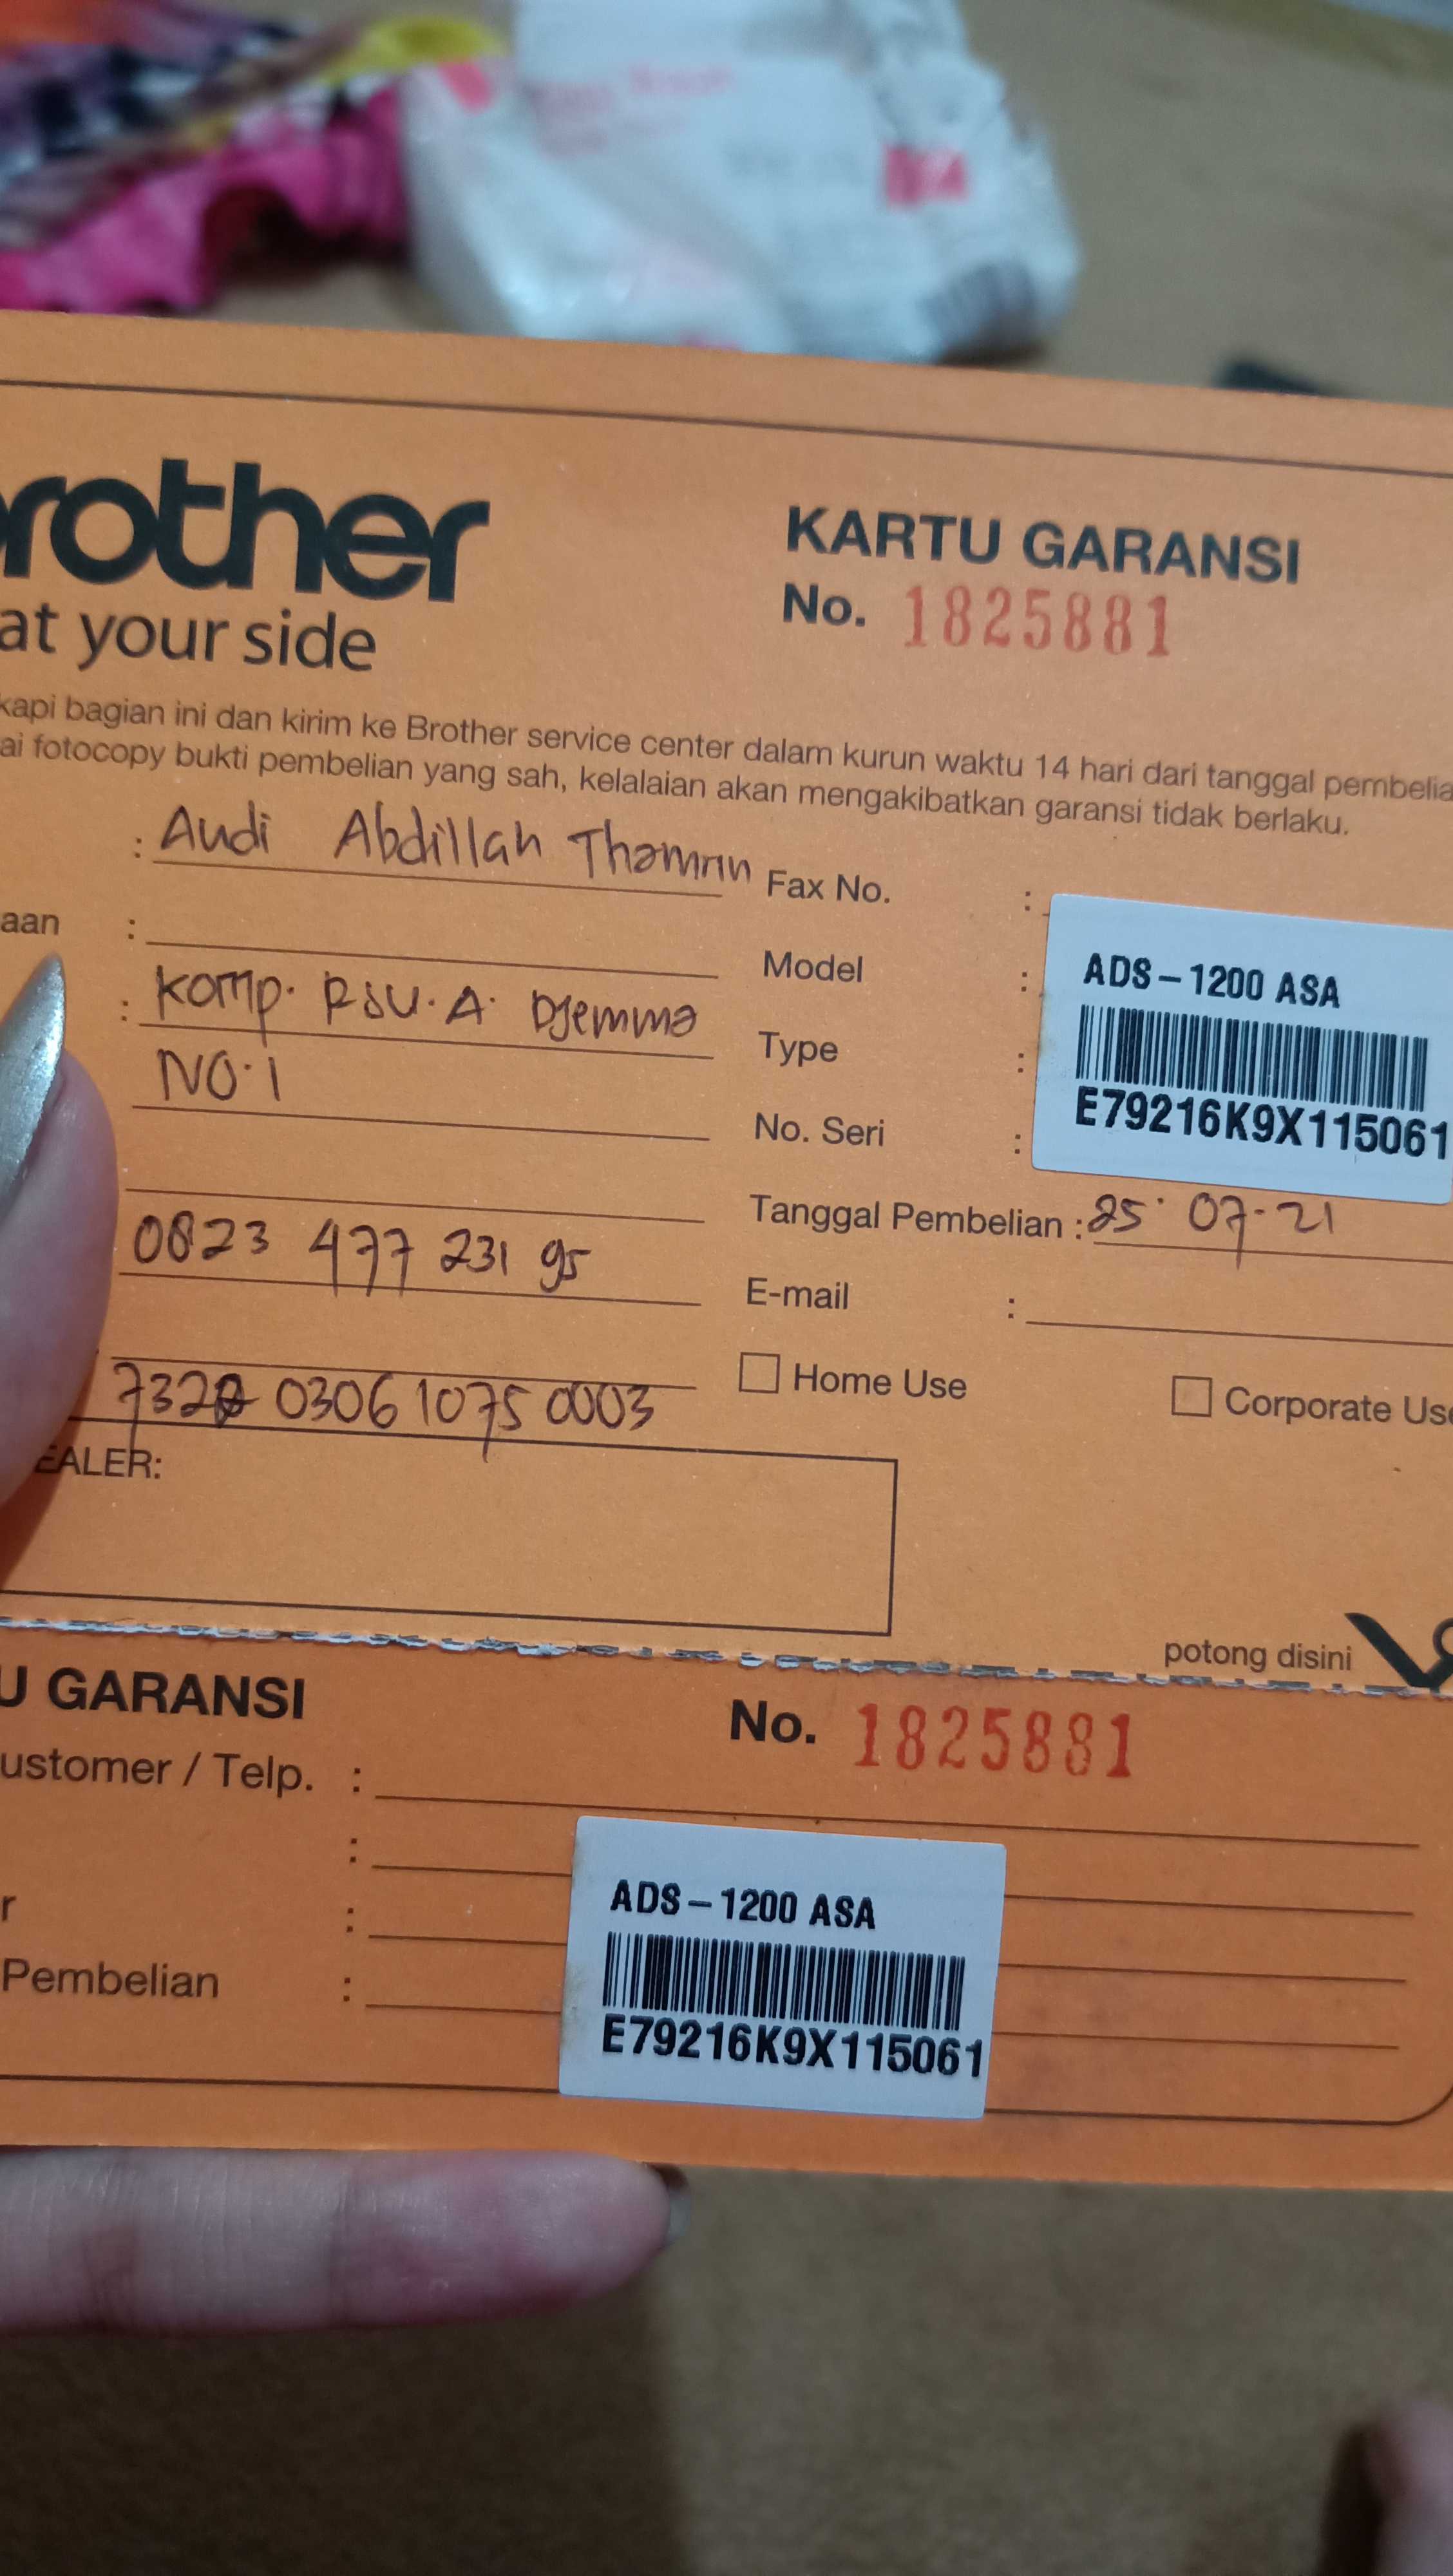 brother
at your side
KARTU GARANSI
No. 1825881
kapi bagian ini dan kirim ke Brother service center dalam kurun waktu 14 hari dari tanggal pembelia
ai fotocopy bukti pembelian yang sah, kelalaian akan mengakibatkan garansi tidak berlaku.
: Audi Abdillah Thamrin
aan :
: Komp. RSU. A. Djemma
NO. 1
0823 477 231 95
03061075 0003
Fax No. :
Model :
Type :
No. Seri :
ADS-1200 ASA
E79216K9X115061
Tanggal Pembelian : 25. 07. 21
E-mail :
Home Use
Corporate Us
EALER:
potong disini
U GARANSI
No. 1825881
ustomer / Telp. :
:
r :
Pembelian :
ADS-1200 ASA
E79216K9X115061